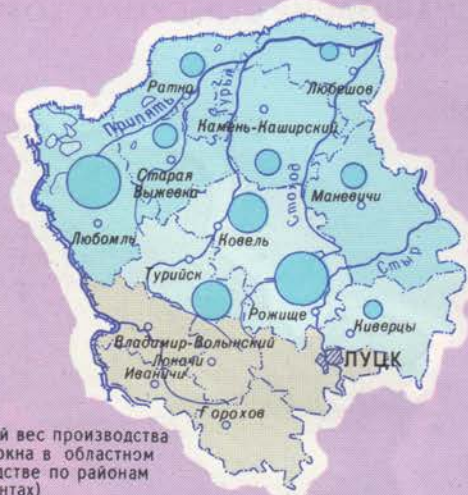 Ратно
Любешов
Припять
Турья
Камень-Каширский
Старая
Выжевка
Стоход
Маневичи
Любомль
Ковель
Стыр
Турийск
Рожище
Киверцы
Владимир-Волынский
ЛУЦК
Локачи
Иваничи
Горохов
й вес производства
окна в областном
дстве по районам
нтах)